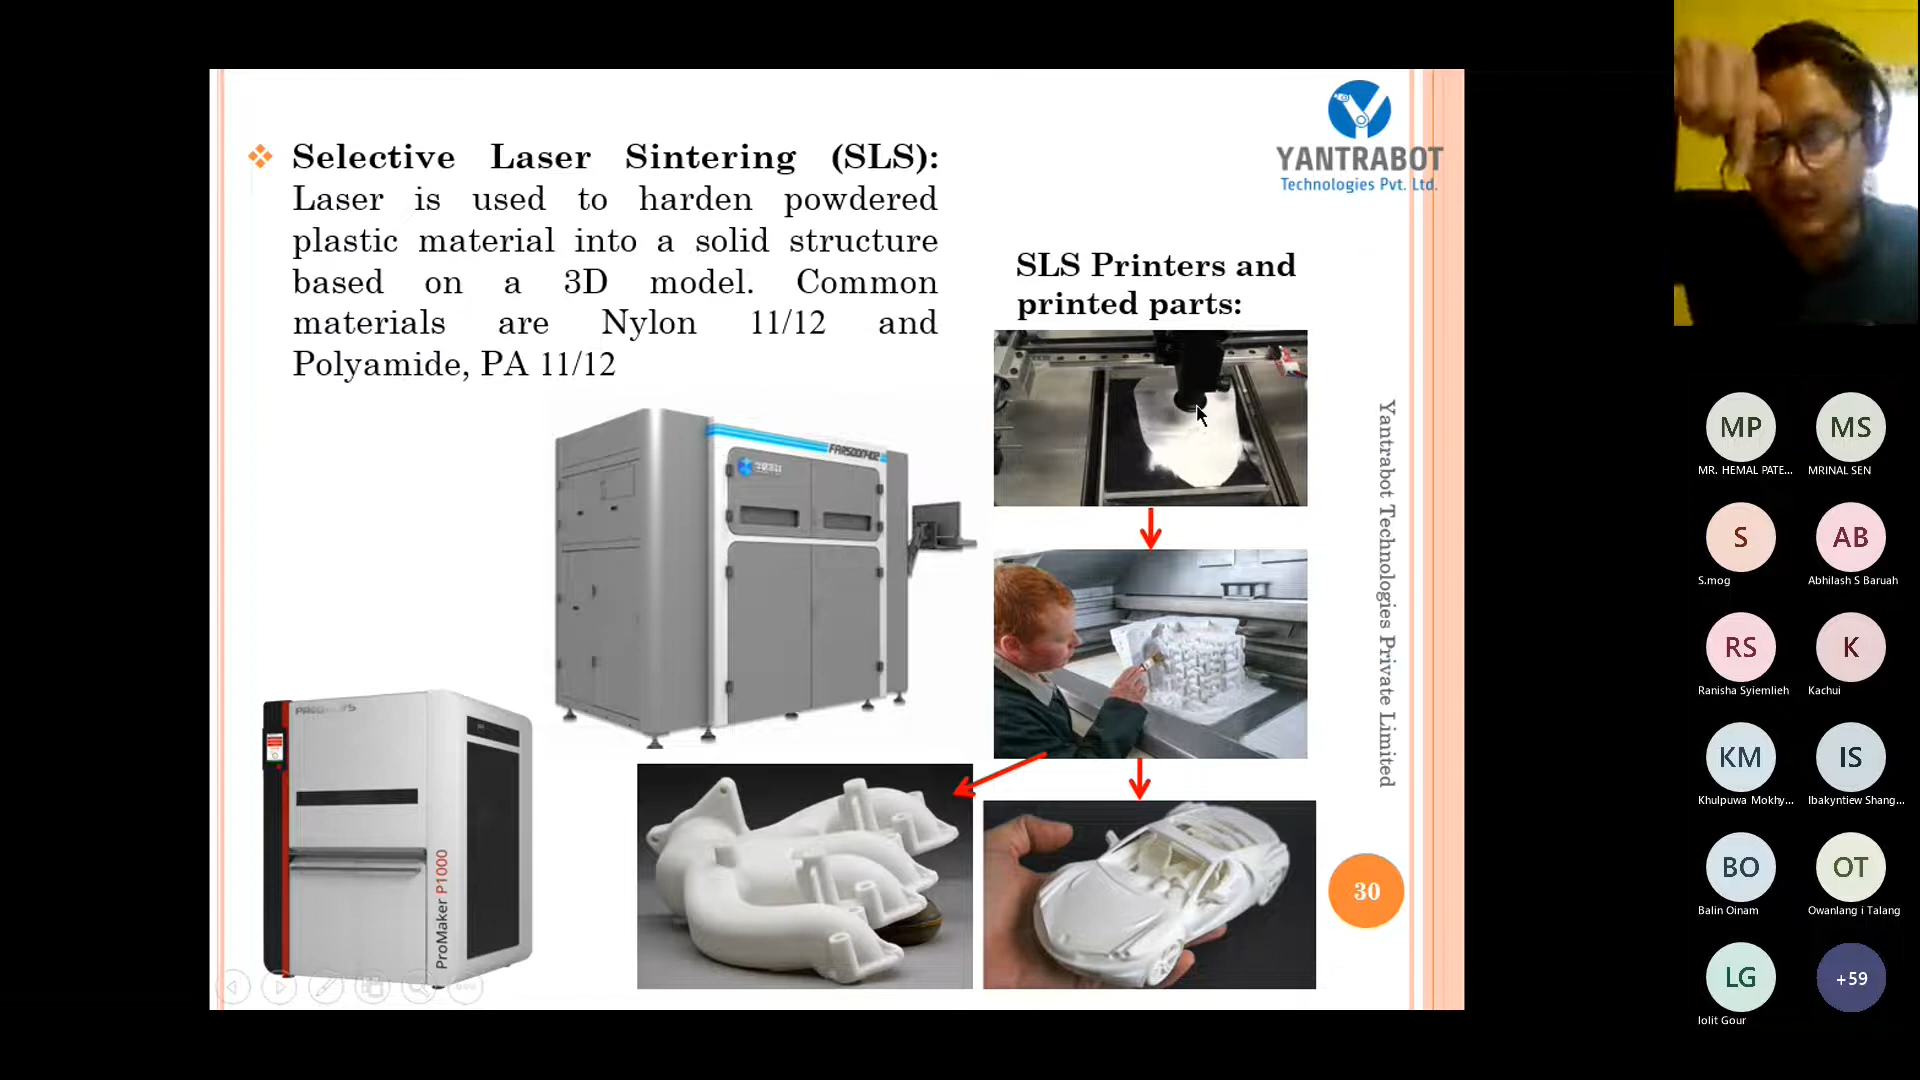 YANTRABOT
Technologies Pvt. Ltd.
Selective Laser Sintering (SLS):
Laser is used to harden powdered
plastic material into a solid structure
based on a 3D model. Common
materials are Nylon 11/12 and
Polyamide, PA 11/12
SLS Printers and
printed parts:
Yantrabot Technologies Private Limited
ProMaker P1000
30
MP
MR. HEMAL PATE...
MS
MRINAL SEN
S
S.mog
AB
Abhilash S Baruah
RS
Ranisha Syiemlieh
K
Kachui
KM
Khulpuwa Mokhy...
IS
Ibakyntiew Shang...
BO
Balin Oinam
OT
Owanlang i Talang
LG
lolit Gour
+59